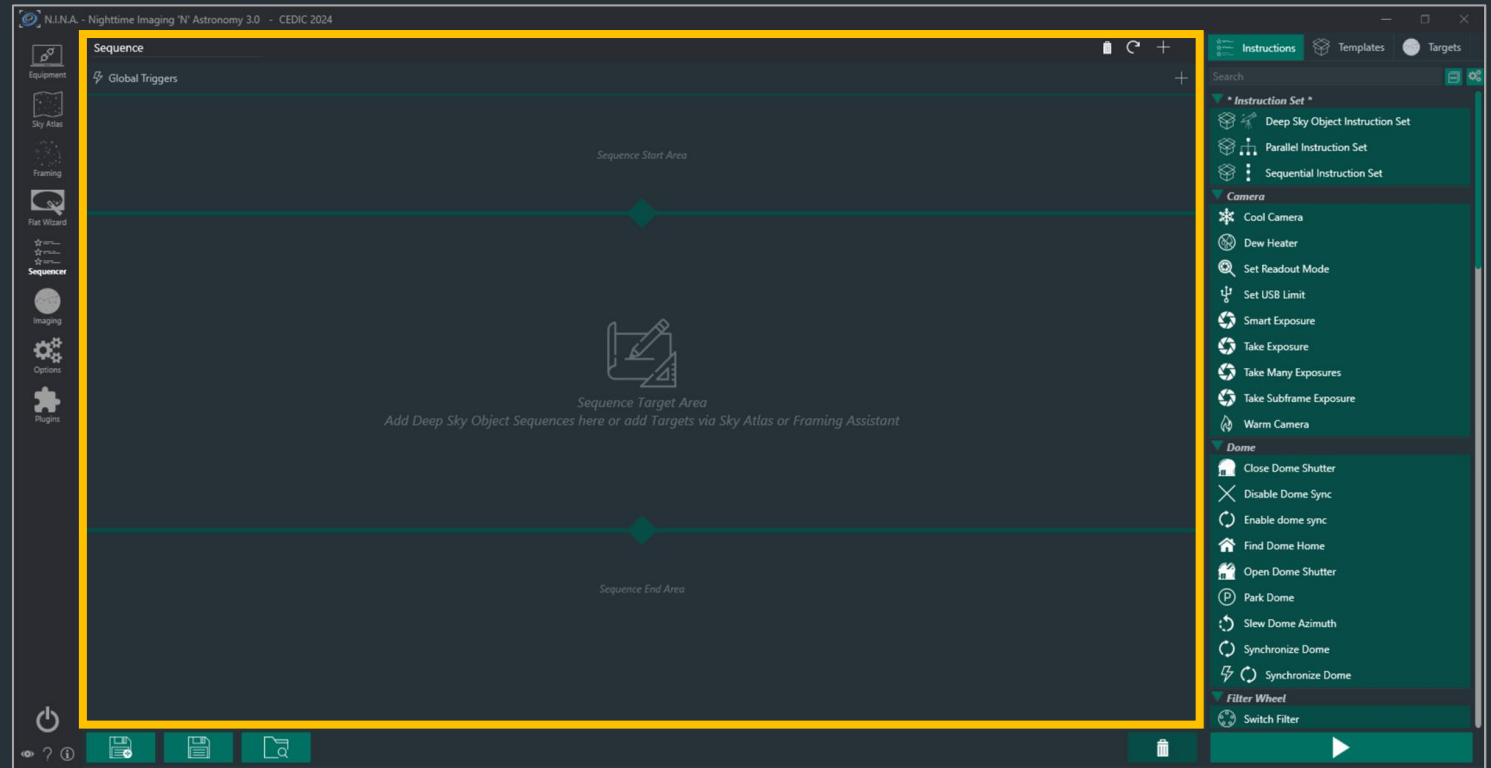 N.I.N.A. - Nighttime Imaging 'N' Astronomy 3.0 - CEDIC 2024
Equipment
Sky Atlas
Framing
Flat Wizard
Sequencer
Imaging
Options
Plugins
Sequence
Global Triggers
Sequence Start Area
Sequence Target Area
Add Deep Sky Object Sequences here or add Targets via Sky Atlas or Framing Assistant
Sequence End Area
Instructions Templates Targets
Search
* Instruction Set *
Deep Sky Object Instruction Set
Parallel Instruction Set
Sequential Instruction Set
Camera
Cool Camera
Dew Heater
Set Readout Mode
Set USB Limit
Smart Exposure
Take Exposure
Take Many Exposures
Take Subframe Exposure
Warm Camera
Dome
Close Dome Shutter
Disable Dome Sync
Enable dome sync
Find Dome Home
Open Dome Shutter
Park Dome
Slew Dome Azimuth
Synchronize Dome
Synchronize Dome
Filter Wheel
Switch Filter